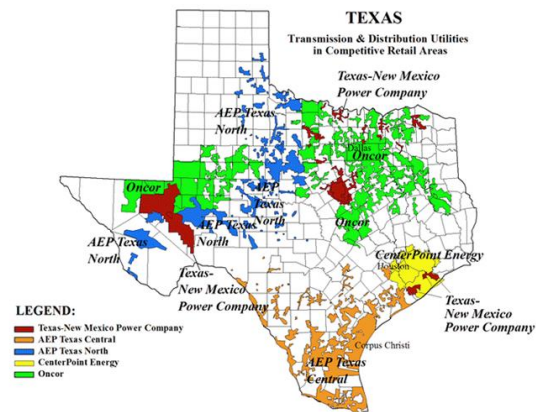 TEXAS
Transmission & Distribution Utilities
in Competitive Retail Areas
Texas-New Mexico
Power Company
AEP Texas
North
Dallas
Oncor
Oncor
AEP Texas
North
Oncor
AEP Texas
North
AEP Texas
North
CenterPoint Energy
Houston
Texas-
New Mexico
Power Company
Texas-
New Mexico
Power Company
Corpus Christi
AEP Texas
Central
LEGEND:
Texas-New Mexico Power Company
AEP Texas Central
AEP Texas North
CenterPoint Energy
Oncor